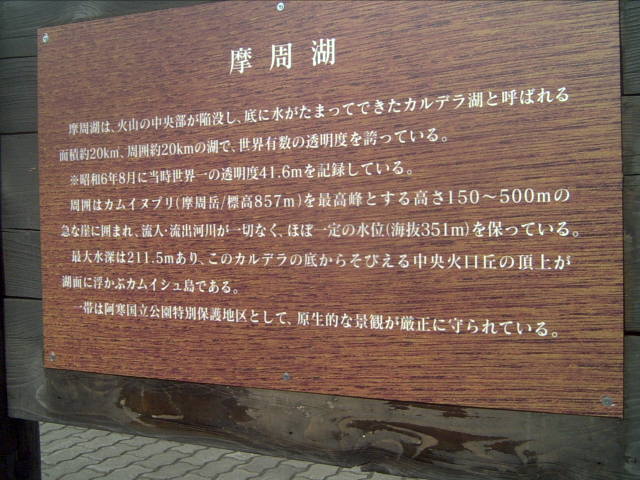 摩周湖
摩周湖は、火山の中央部が陥没し、底に水がたまってできたカルデラ湖と呼ばれる
面積約20km、周囲約20kmの湖で、世界有数の透明度を誇っている。
※昭和6年8月に当時世界一の透明度41.6mを記録している。
周囲はカムイヌプリ(摩周岳/標高857m)を最高峰とする高さ150～500mの
急な崖に囲まれ、流入・流出河川が一切なく、ほぼ一定の水位(海抜351m)を保っている。
最大水深は211.5mあり、このカルデラの底からそびえる中央火口丘の頂上が
湖面に浮かぶカムイシュ島である。
一帯は阿寒国立公園特別保護地区として、原生的な景観が厳正に守られている。